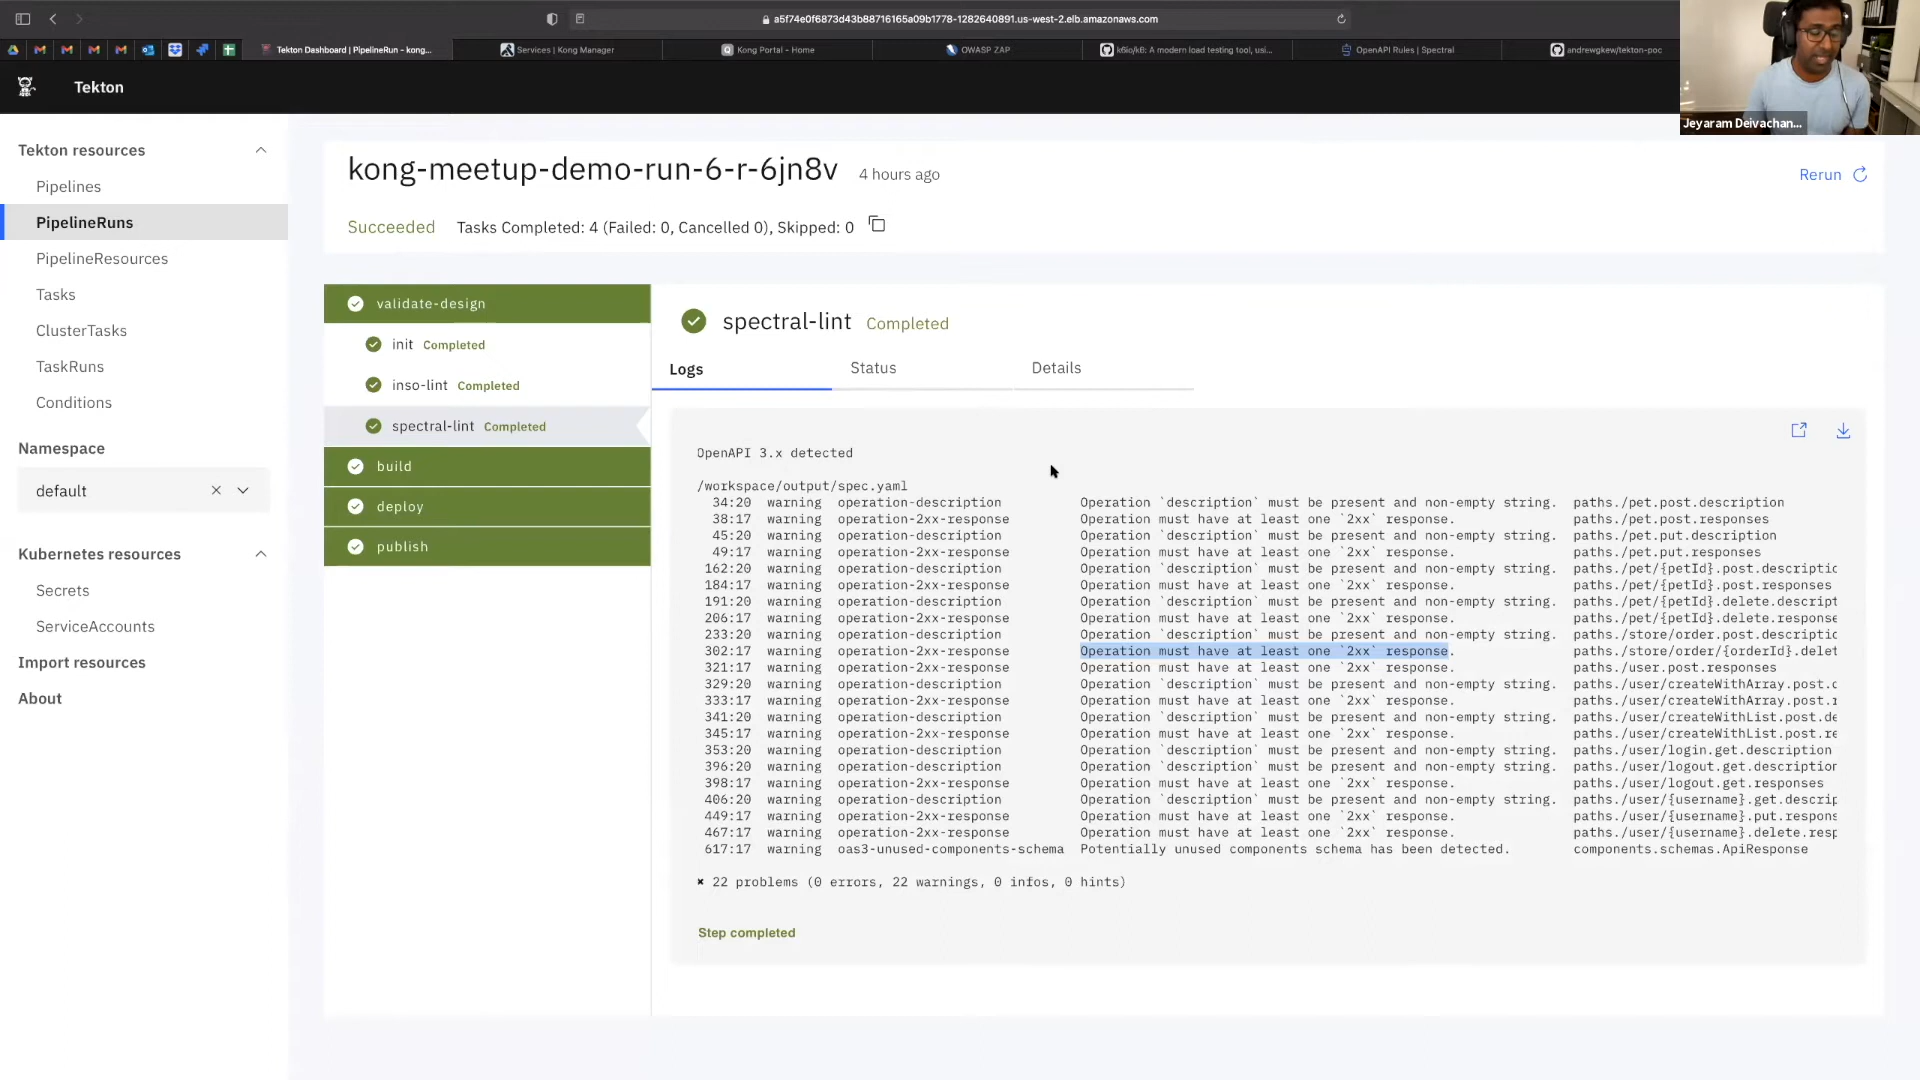 a5f74e0f6873d43b88716165a09b1778-1282640891.us-west-2.elb.amazonaws.com
Tekton Dashboard | PipelineRun - kong...
Services | Kong Manager
Kong Portal - Home
OWASP ZAP
k6io/k6: A modern load testing tool, usi...
OpenAPI Rules | Spectral
andrewgkew/tekton-poc
Jeyaram Deivachan...
Tekton
Tekton resources
Pipelines
PipelineRuns
PipelineResources
Tasks
ClusterTasks
TaskRuns
Conditions
Namespace
default
Kubernetes resources
Secrets
ServiceAccounts
Import resources
About
kong-meetup-demo-run-6-r-6jn8v 4 hours ago
Rerun
Succeeded Tasks Completed: 4 (Failed: 0, Cancelled 0), Skipped: 0
validate-design
init Completed
inso-lint Completed
spectral-lint Completed
build
deploy
publish
spectral-lint Completed
Logs Status Details
OpenAPI 3.x detected
/workspace/output/spec.yaml
34:20 warning operation-description Operation `description` must be present and non-empty string. paths./pet.post.description
38:17 warning operation-2xx-response Operation must have at least one `2xx` response. paths./pet.post.responses
45:20 warning operation-description Operation `description` must be present and non-empty string. paths./pet.put.description
49:17 warning operation-2xx-response Operation must have at least one `2xx` response. paths./pet.put.responses
162:20 warning operation-description Operation `description` must be present and non-empty string. paths./pet/{petId}.post.descriptic
184:17 warning operation-2xx-response Operation must have at least one `2xx` response. paths./pet/{petId}.post.responses
191:20 warning operation-description Operation `description` must be present and non-empty string. paths./pet/{petId}.delete.descript
206:17 warning operation-2xx-response Operation must have at least one `2xx` response. paths./pet/{petId}.delete.response
233:20 warning operation-description Operation `description` must be present and non-empty string. paths./store/order.post.descriptic
302:17 warning operation-2xx-response Operation must have at least one `2xx` response. paths./store/order/{orderId}.delet
321:17 warning operation-2xx-response Operation must have at least one `2xx` response. paths./user.post.responses
329:20 warning operation-description Operation `description` must be present and non-empty string. paths./user/createWithArray.post.c
333:17 warning operation-2xx-response Operation must have at least one `2xx` response. paths./user/createWithArray.post.r
341:20 warning operation-description Operation `description` must be present and non-empty string. paths./user/createWithList.post.de
345:17 warning operation-2xx-response Operation must have at least one `2xx` response. paths./user/createWithList.post.re
353:20 warning operation-description Operation `description` must be present and non-empty string. paths./user/login.get.description
396:20 warning operation-description Operation `description` must be present and non-empty string. paths./user/logout.get.description
398:17 warning operation-2xx-response Operation must have at least one `2xx` response. paths./user/logout.get.responses
406:20 warning operation-description Operation `description` must be present and non-empty string. paths./user/{username}.get.descrip
449:17 warning operation-2xx-response Operation must have at least one `2xx` response. paths./user/{username}.put.respons
467:17 warning operation-2xx-response Operation must have at least one `2xx` response. paths./user/{username}.delete.resp
617:17 warning oas3-unused-components-schema Potentially unused components schema has been detected. components.schemas.ApiResponse
✖ 22 problems (0 errors, 22 warnings, 0 infos, 0 hints)
Step completed